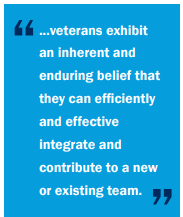 “
...veterans exhibit
an inherent and
enduring belief that
they can efficiently
and effective
integrate and
contribute to a new
or existing team.
”